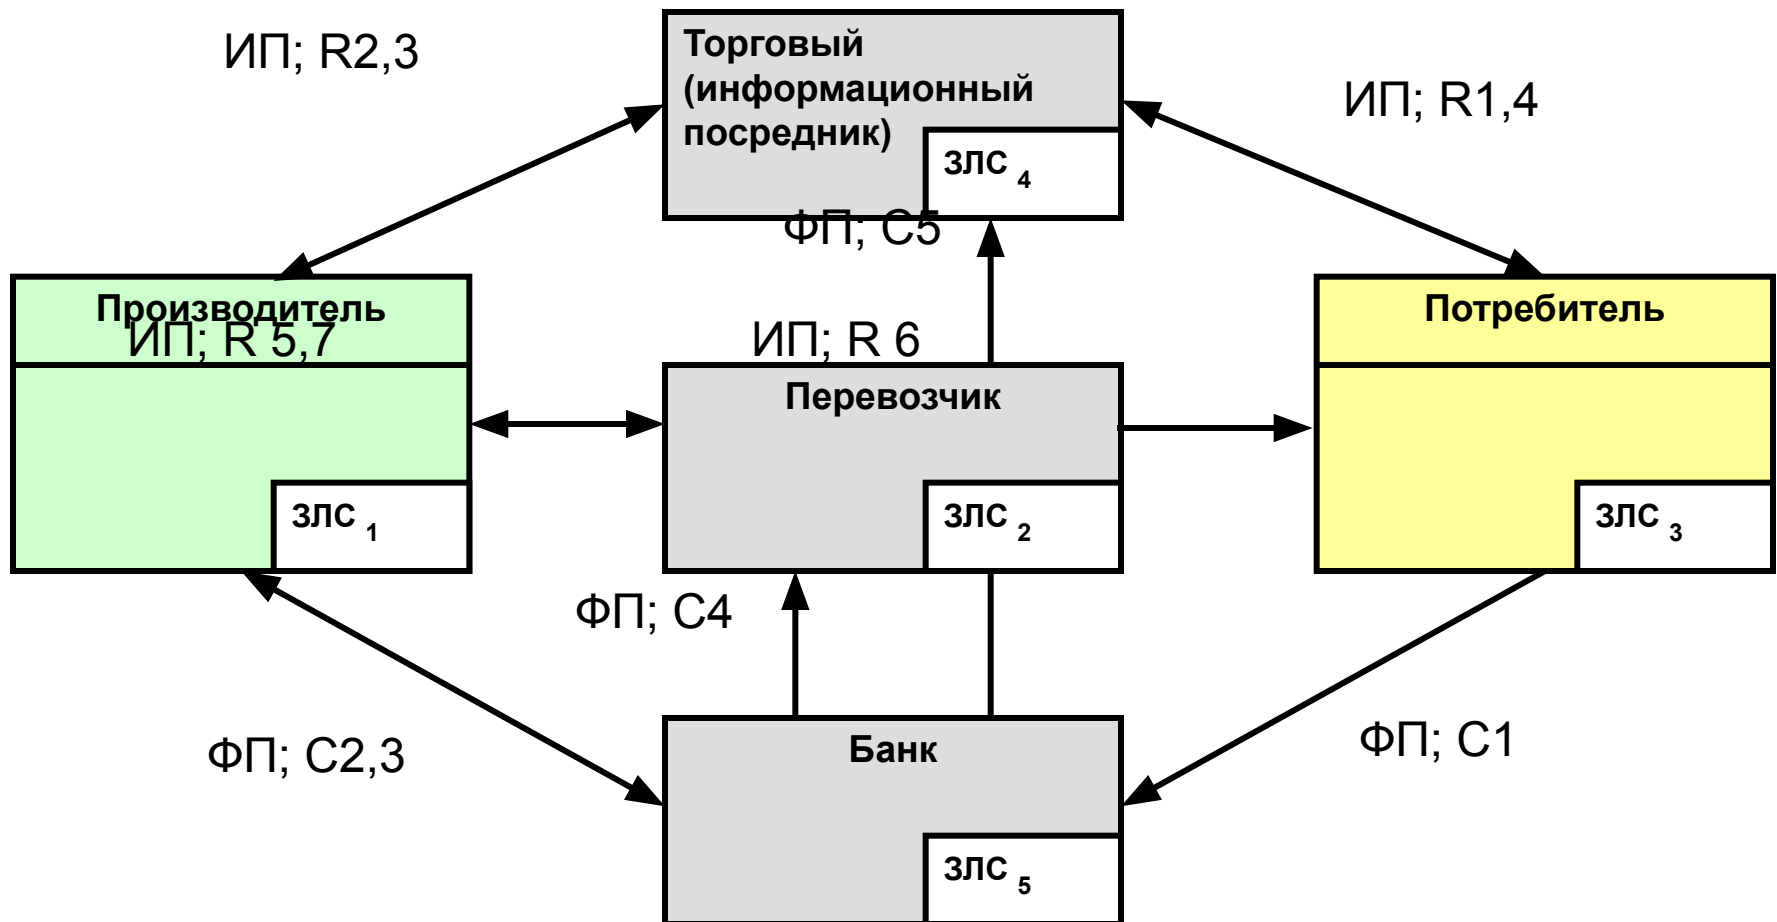 ИП; R2,3
Торговый
(информационный
посредник)
ИП; R1,4
ЗЛС 4
ФП; С5
Производитель
ИП; R 5,7
ИП; R 6
Потребитель
Перевозчик
ЗЛС 1
ЗЛС 2
ЗЛС 3
ФП; С4
ФП; С2,3
Банк
ФП; С1
ЗЛС 5